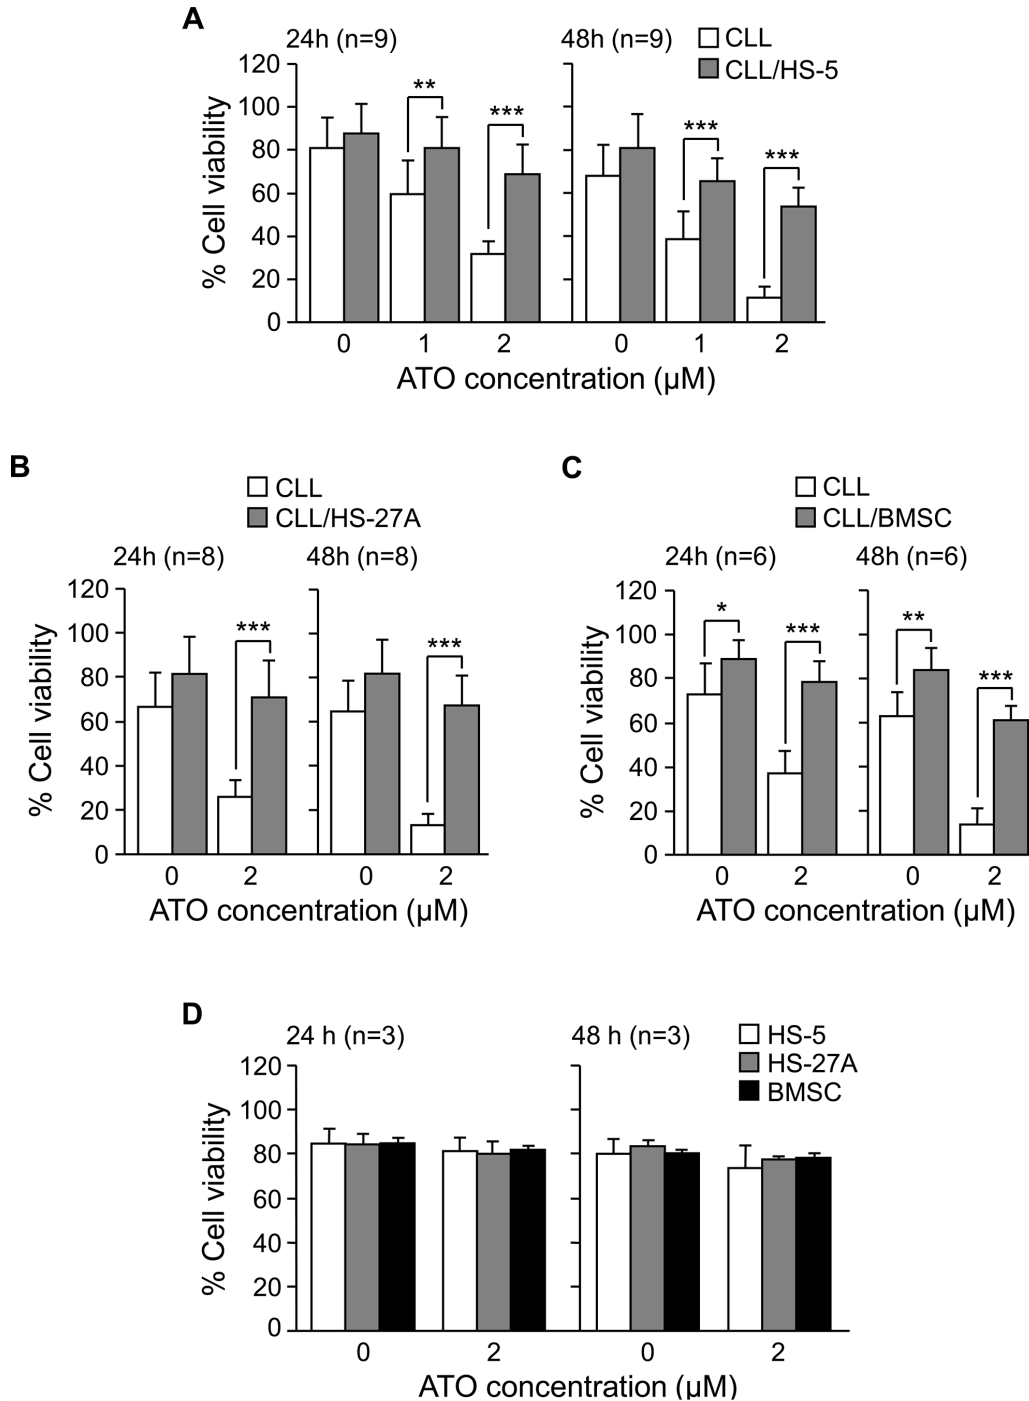 A
24h (n=9)
48h (n=9)
CLL
CLL/HS-5
120
100
80
60
40
20
0
% Cell viability
**
***
***
***
0 1 2 0 1 2
ATO concentration (µM)
B
CLL
CLL/HS-27A
24h (n=8)
48h (n=8)
120
100
80
60
40
20
0
% Cell viability
***
***
0 2 0 2
ATO concentration (µM)
C
CLL
CLL/BMSC
24h (n=6)
48h (n=6)
120
100
80
60
40
20
0
% Cell viability
*
***
**
***
0 2 0 2
ATO concentration (µM)
D
24 h (n=3)
48 h (n=3)
HS-5
HS-27A
BMSC
120
100
80
60
40
20
0
% Cell viability
0 2 0 2
ATO concentration (µM)